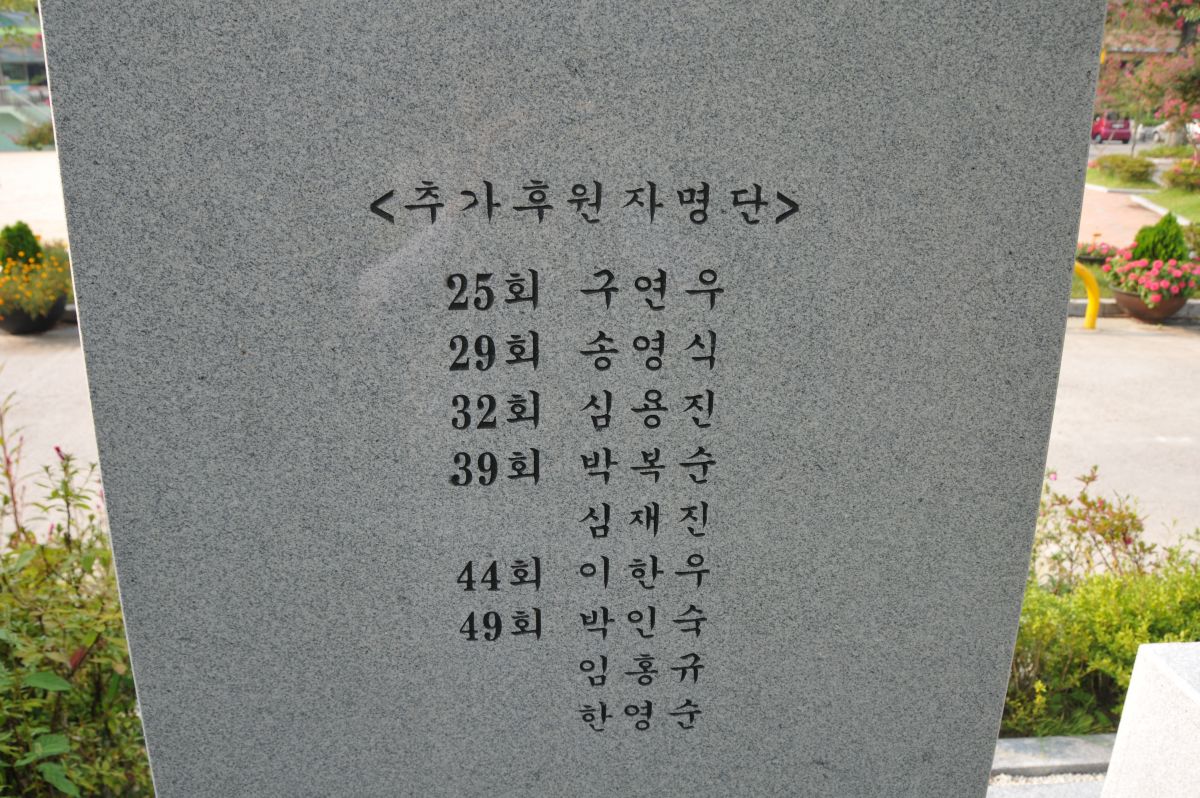 <추가후원자명단>
25회 구연우
29회 송영식
32회 심용진
39회 박복순
심재진
44회 이한우
49회 박인숙
임홍규
한영순